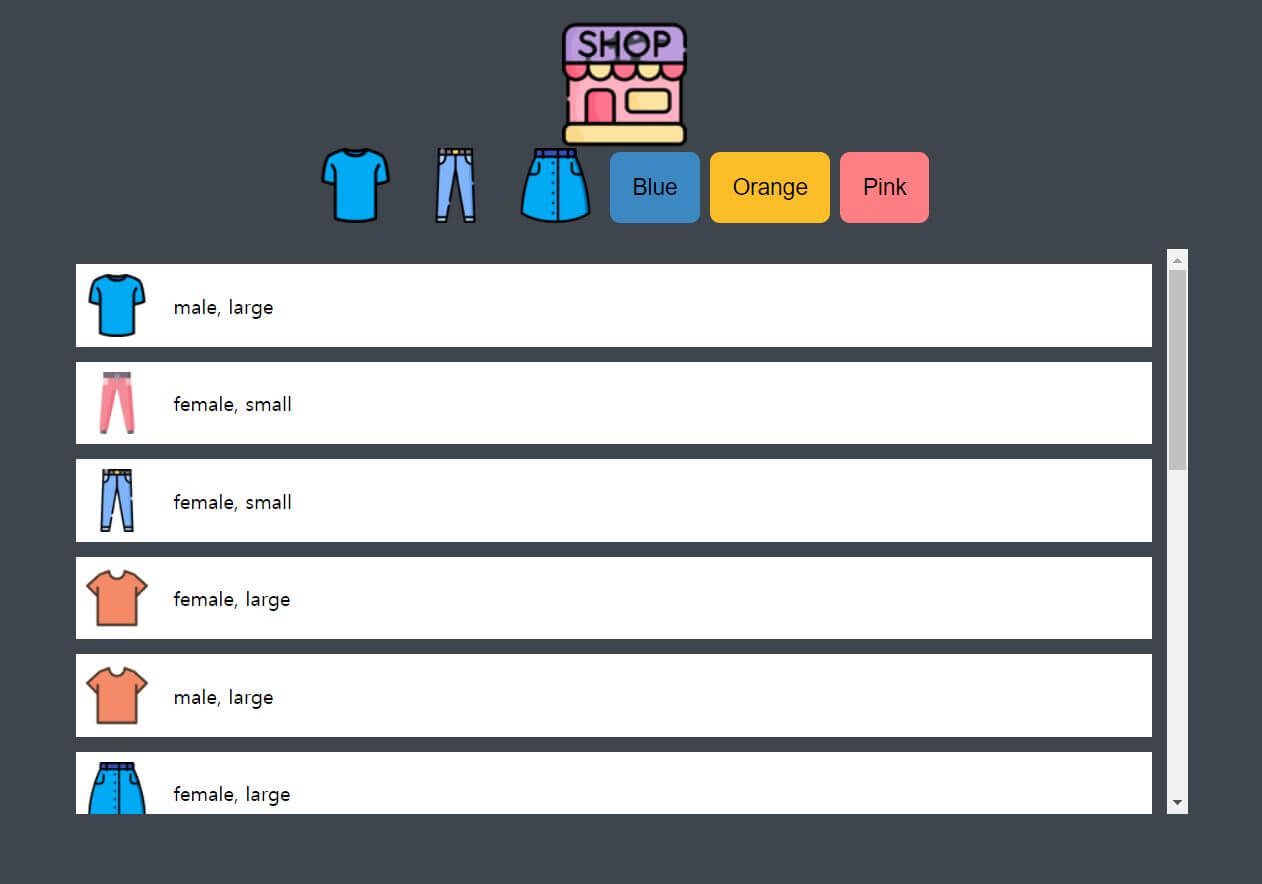 SHOP
Blue Orange Pink
male, large
female, small
female, small
female, large
male, large
female, large